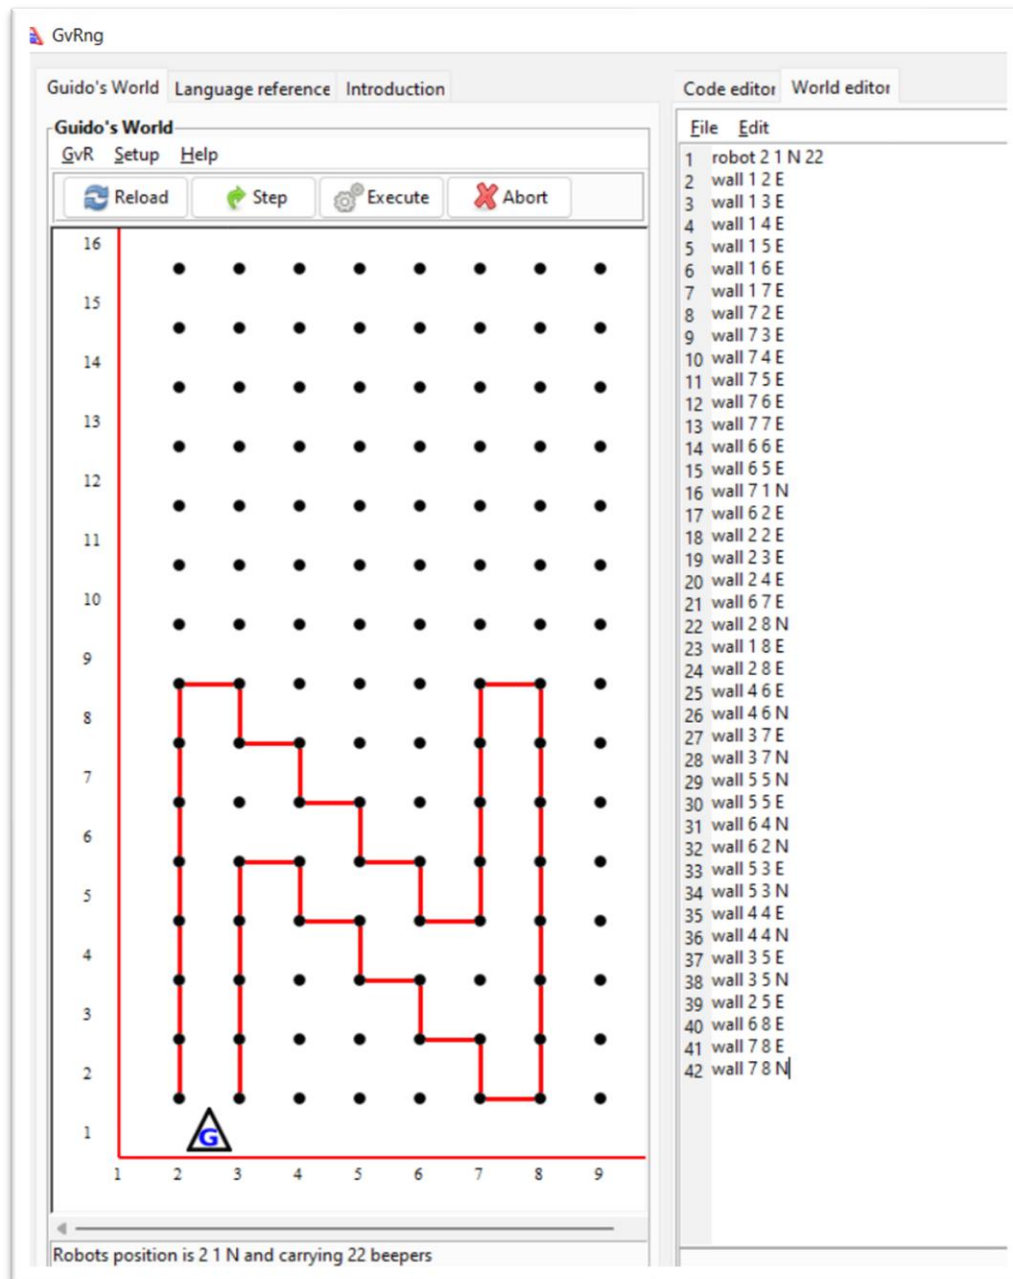 GvRng
Guido's World Language reference Introduction
Guido's World
GvR Setup Help
Reload Step Execute Abort
16
15
14
13
12
11
10
9
8
7
6
5
4
3
2
1
G
1 2 3 4 5 6 7 8 9
Robots position is 2 1 N and carrying 22 beepers
Code editor World editor
File Edit
1 robot 2 1 N 22
2 wall 1 2 E
3 wall 1 3 E
4 wall 1 4 E
5 wall 1 5 E
6 wall 1 6 E
7 wall 1 7 E
8 wall 7 2 E
9 wall 7 3 E
10 wall 7 4 E
11 wall 7 5 E
12 wall 7 6 E
13 wall 7 7 E
14 wall 6 6 E
15 wall 6 5 E
16 wall 7 1 N
17 wall 6 2 E
18 wall 2 2 E
19 wall 2 3 E
20 wall 2 4 E
21 wall 6 7 E
22 wall 2 8 N
23 wall 1 8 E
24 wall 2 8 E
25 wall 4 6 E
26 wall 4 6 N
27 wall 3 7 E
28 wall 3 7 N
29 wall 5 5 N
30 wall 5 5 E
31 wall 6 4 N
32 wall 6 2 N
33 wall 5 3 E
34 wall 5 3 N
35 wall 4 4 E
36 wall 4 4 N
37 wall 3 5 E
38 wall 3 5 N
39 wall 2 5 E
40 wall 6 8 E
41 wall 7 8 E
42 wall 7 8 N